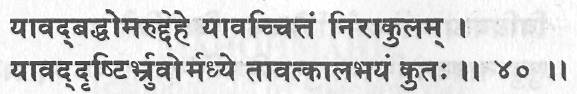 यावद्बद्धोमरुद्देहे यावच्चित्तं निराकुलम् ।
यावद्दृष्टिर्भ्रुवोर्मध्ये तावत्कालभयं कुतः ॥ ४० ॥